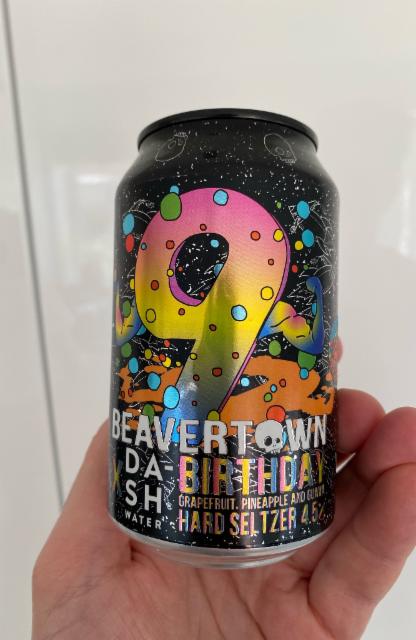 9
BEAVERTOWN
X DA-
SH
WATER
BIRTHDAY
GRAPEFRUIT, PINEAPPLE AND GUAVA
HARD SELTZER 4.5%